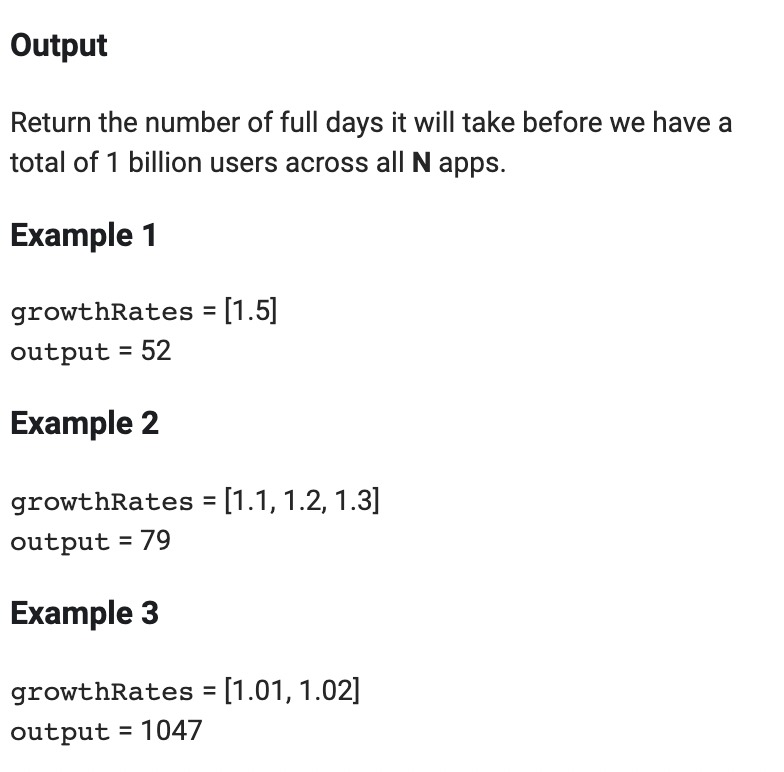 Output
Return the number of full days it will take before we have a
total of 1 billion users across all N apps.
Example 1
growthRates = [1.5]
output = 52
Example 2
growthRates = [1.1, 1.2, 1.3]
output = 79
Example 3
growthRates = [1.01, 1.02]
output = 1047